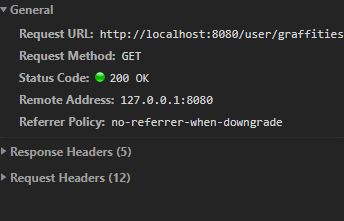 General
Request URL: http://localhost:8080/user/graffities
Request Method: GET
Status Code: 200 OK
Remote Address: 127.0.0.1:8080
Referrer Policy: no-referrer-when-downgrade
Response Headers (5)
Request Headers (12)